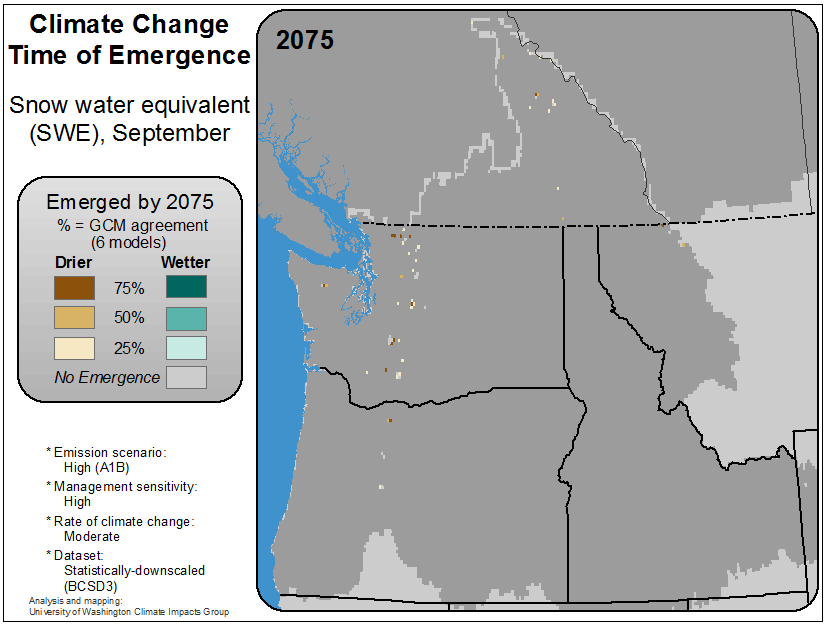 Climate Change
Time of Emergence
Snow water equivalent
(SWE), September
Emerged by 2075
% = GCM agreement
(6 models)
Drier Wetter
75%
50%
25%
No Emergence
* Emission scenario:
High (A1B)
* Management sensitivity:
High
* Rate of climate change:
Moderate
* Dataset:
Statistically-downscaled
(BCSD3)
Analysis and mapping:
University of Washington Climate Impacts Group
2075